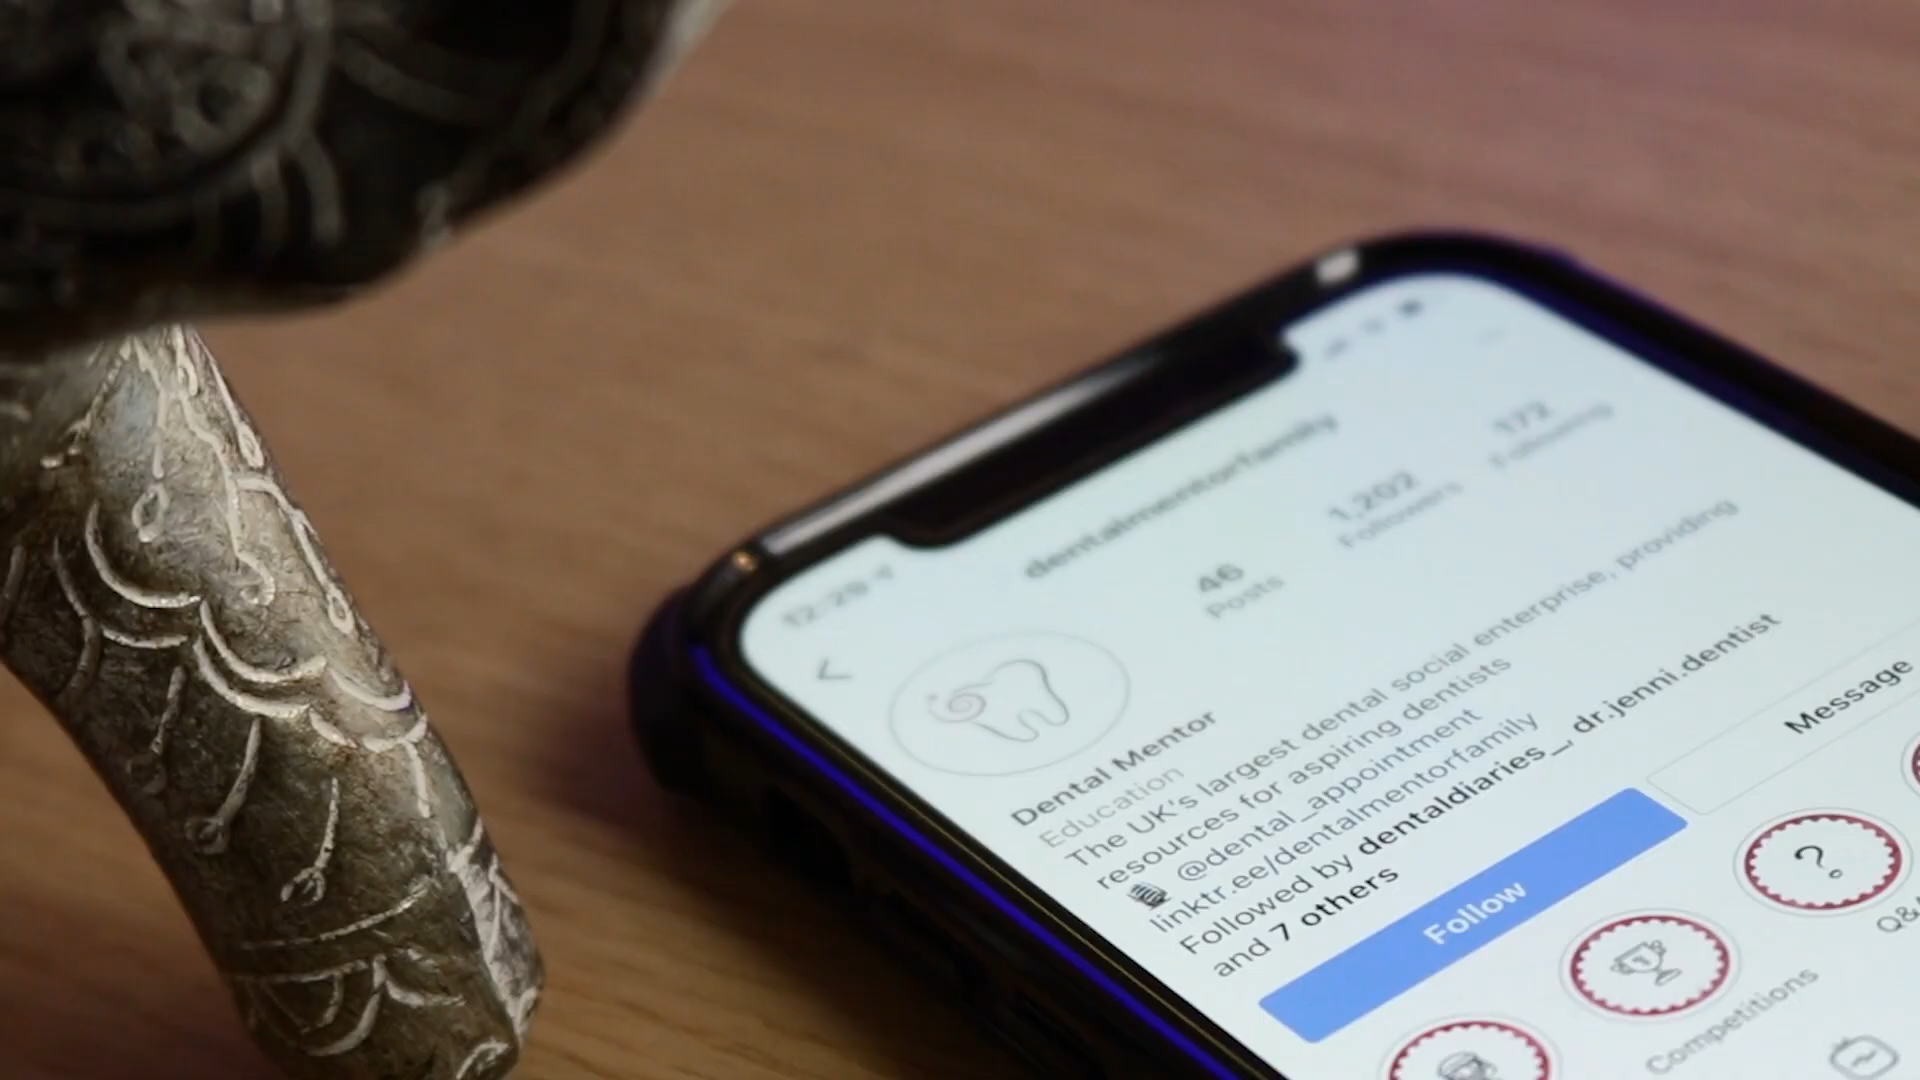 12:29
dentalmentorfamily
46
Posts
1,202
Followers
172
Following
Dental Mentor
Education
The UK's largest dental social enterprise, providing
resources for aspiring dentists
@dental_appointment
linktr.ee/dentalmentorfamily
Followed by dentaldiaries_, dr.jenni.dentist
and 7 others
Follow
Message
Competitions
?